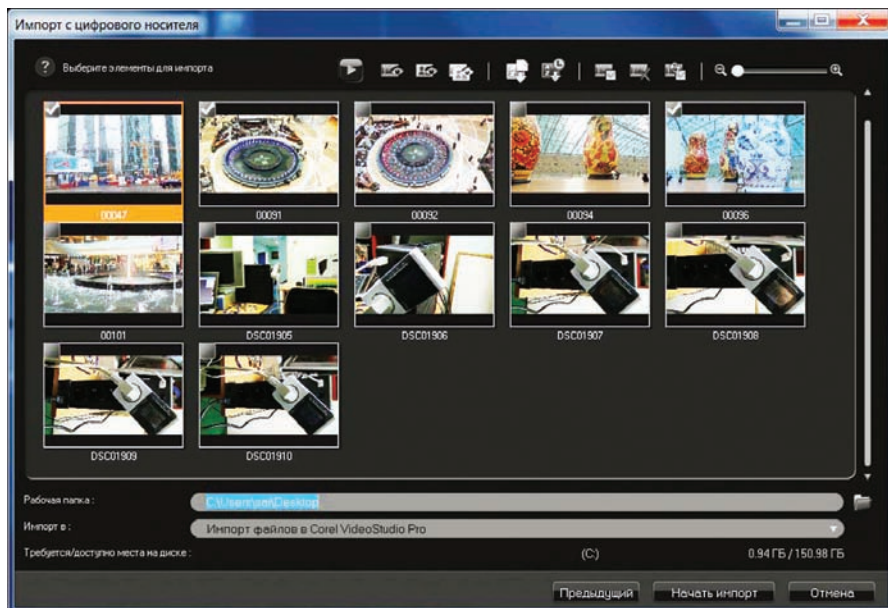 Импорт с цифрового носителя
? Выберите элементы для импорта
00047 00091 00092 00094 00096
00101 DSC01905 DSC01906 DSC01907 DSC01908
DSC01909 DSC01910
Рабочая папка :
Импорт в : Импорт файлов в Corel VideoStudio Pro
Требуется/доступно места на диске : (C:) 0.94 ГБ / 150.98 ГБ
Предыдущий Начать импорт Отмена